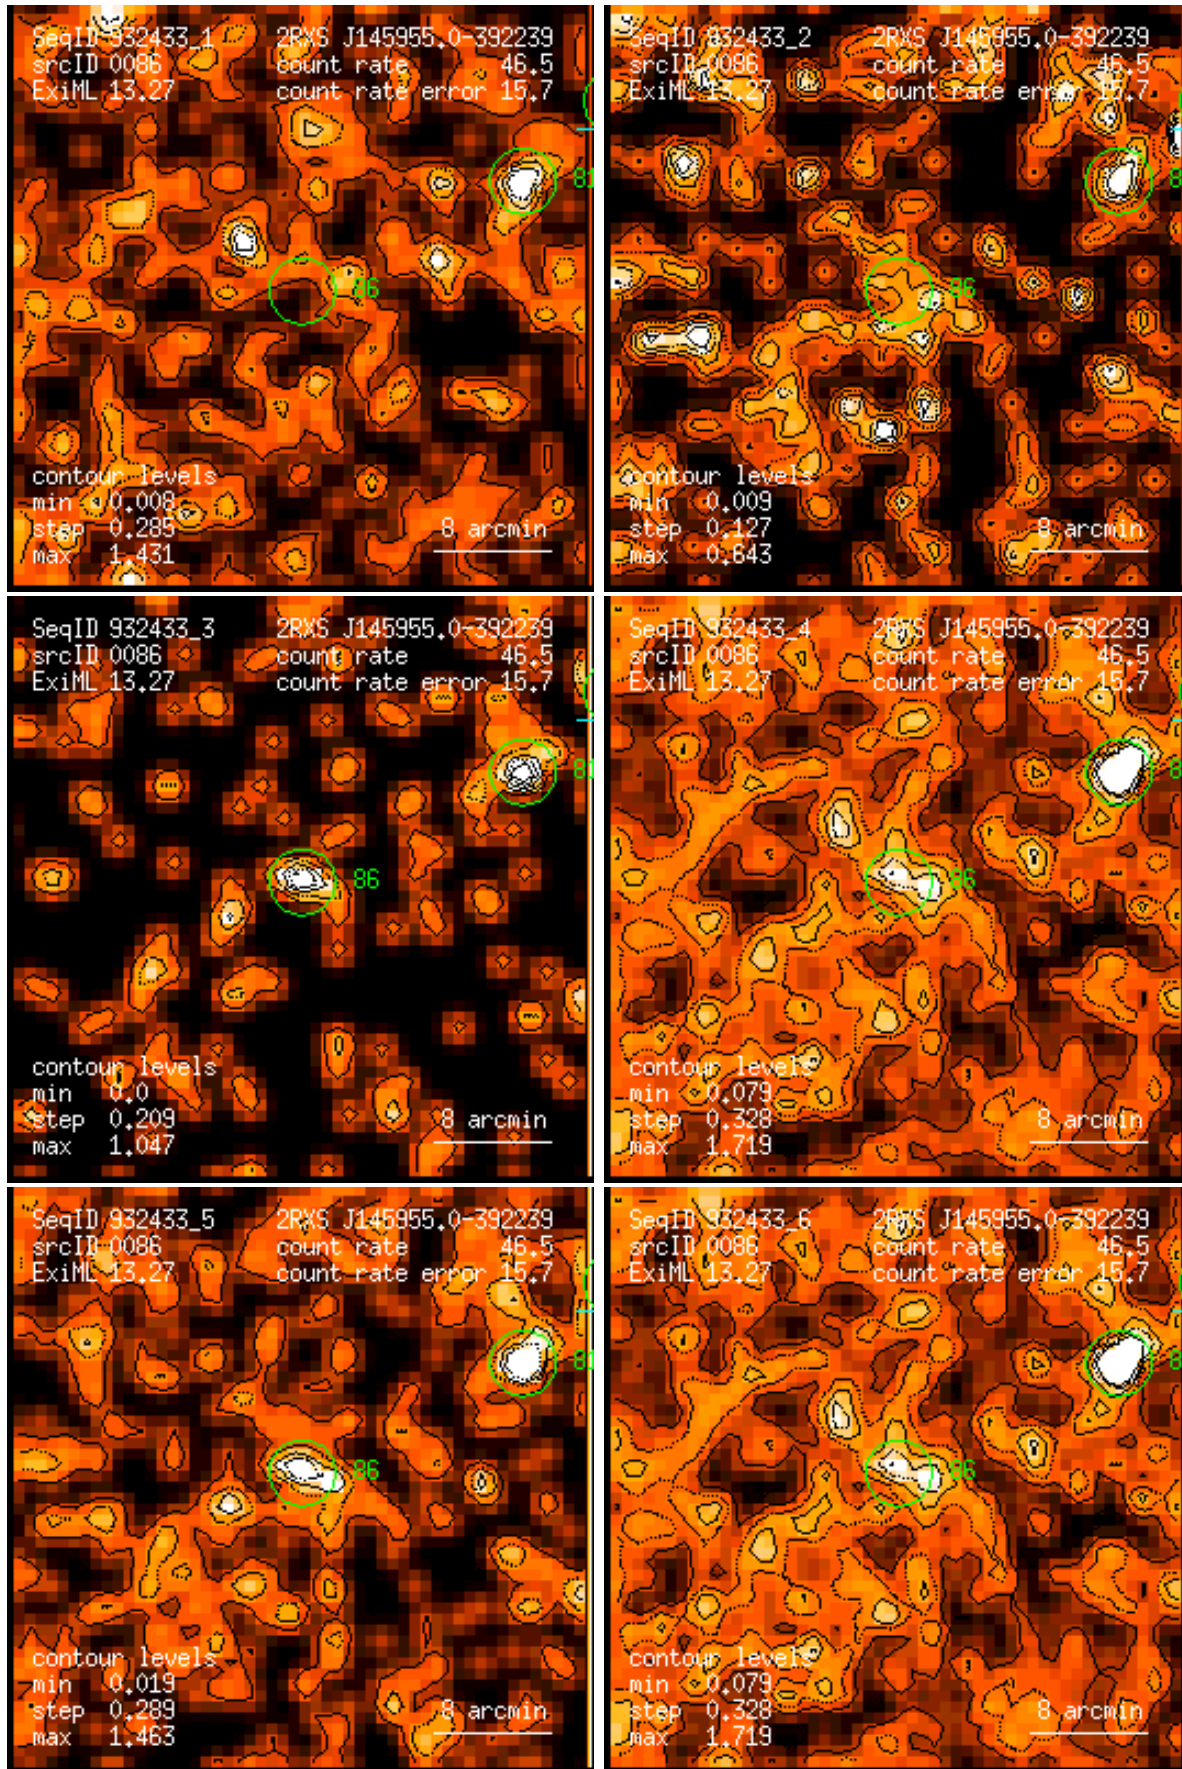 SeqID 932433_1 2RXS J145955.0-392239
srcID 0086 count rate 46.5
ExiML 13.27 count rate error 15.7
81
86
contour levels
min 0.008
step 0.285 8 arcmin
max 1.431
SeqID 932433_2 2RXS J145955.0-392239
srcID 0086 count rate 46.5
ExiML 13.27 count rate error 15.7
8
86
contour levels
min 0.009
step 0.127 8 arcmin
max 0.643
SeqID 932433_3 2RXS J145955.0-392239
srcID 0086 count rate 46.5
ExiML 13.27 count rate error 15.7
81
86
contour levels
min 0.0
step 0.209 8 arcmin
max 1.047
SeqID 932433_4 2RXS J145955.0-392239
srcID 0086 count rate 46.5
ExiML 13.27 count rate error 15.7
8
86
contour levels
min 0.079
step 0.328 8 arcmin
max 1.719
SeqID 932433_5 2RXS J145955.0-392239
srcID 0086 count rate 46.5
ExiML 13.27 count rate error 15.7
81
86
contour levels
min 0.019
step 0.289 8 arcmin
max 1.463
SeqID 932433_6 2RXS J145955.0-392239
srcID 0086 count rate 46.5
ExiML 13.27 count rate error 15.7
8
86
contour levels
min 0.079
step 0.328 8 arcmin
max 1.719